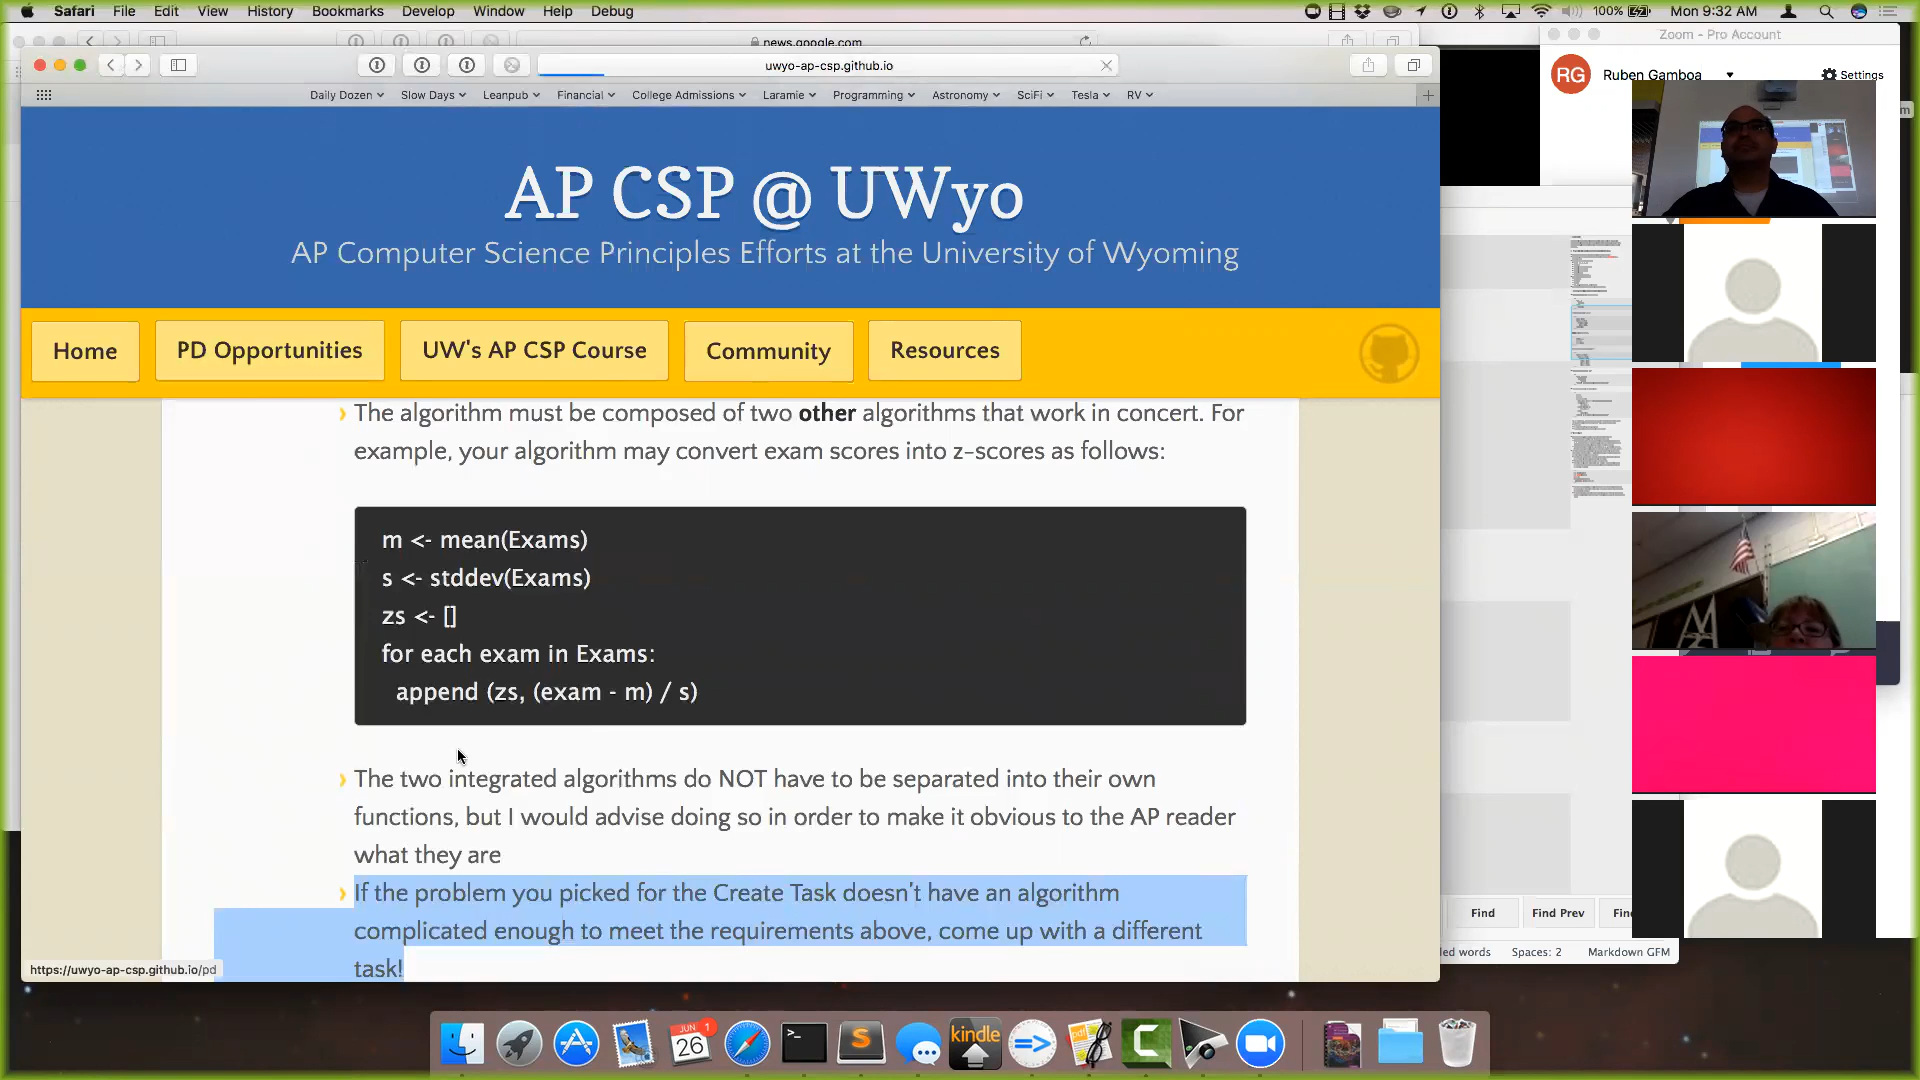 Safari File Edit View History Bookmarks Develop Window Help Debug
100% Mon 9:32 AM
news.google.com
Zoom - Pro Account
uwyo-ap-csp.github.io
RG Ruben Gamboa Settings
Daily Dozen Slow Days Leanpub Financial College Admissions Laramie Programming Astronomy SciFi Tesla RV
AP CSP @ UWyo
AP Computer Science Principles Efforts at the University of Wyoming
Home PD Opportunities UW's AP CSP Course Community Resources
› The algorithm must be composed of two other algorithms that work in concert. For
example, your algorithm may convert exam scores into z-scores as follows:
m <- mean(Exams)
s <- stddev(Exams)
zs <- []
for each exam in Exams:
append (zs, (exam - m) / s)
› The two integrated algorithms do NOT have to be separated into their own
functions, but I would advise doing so in order to make it obvious to the AP reader
what they are
› If the problem you picked for the Create Task doesn't have an algorithm
complicated enough to meet the requirements above, come up with a different
task!
Find Find Prev
words Spaces: 2 Markdown GFM
https://uwyo-ap-csp.github.io/pd
JUN 1
26
kindle